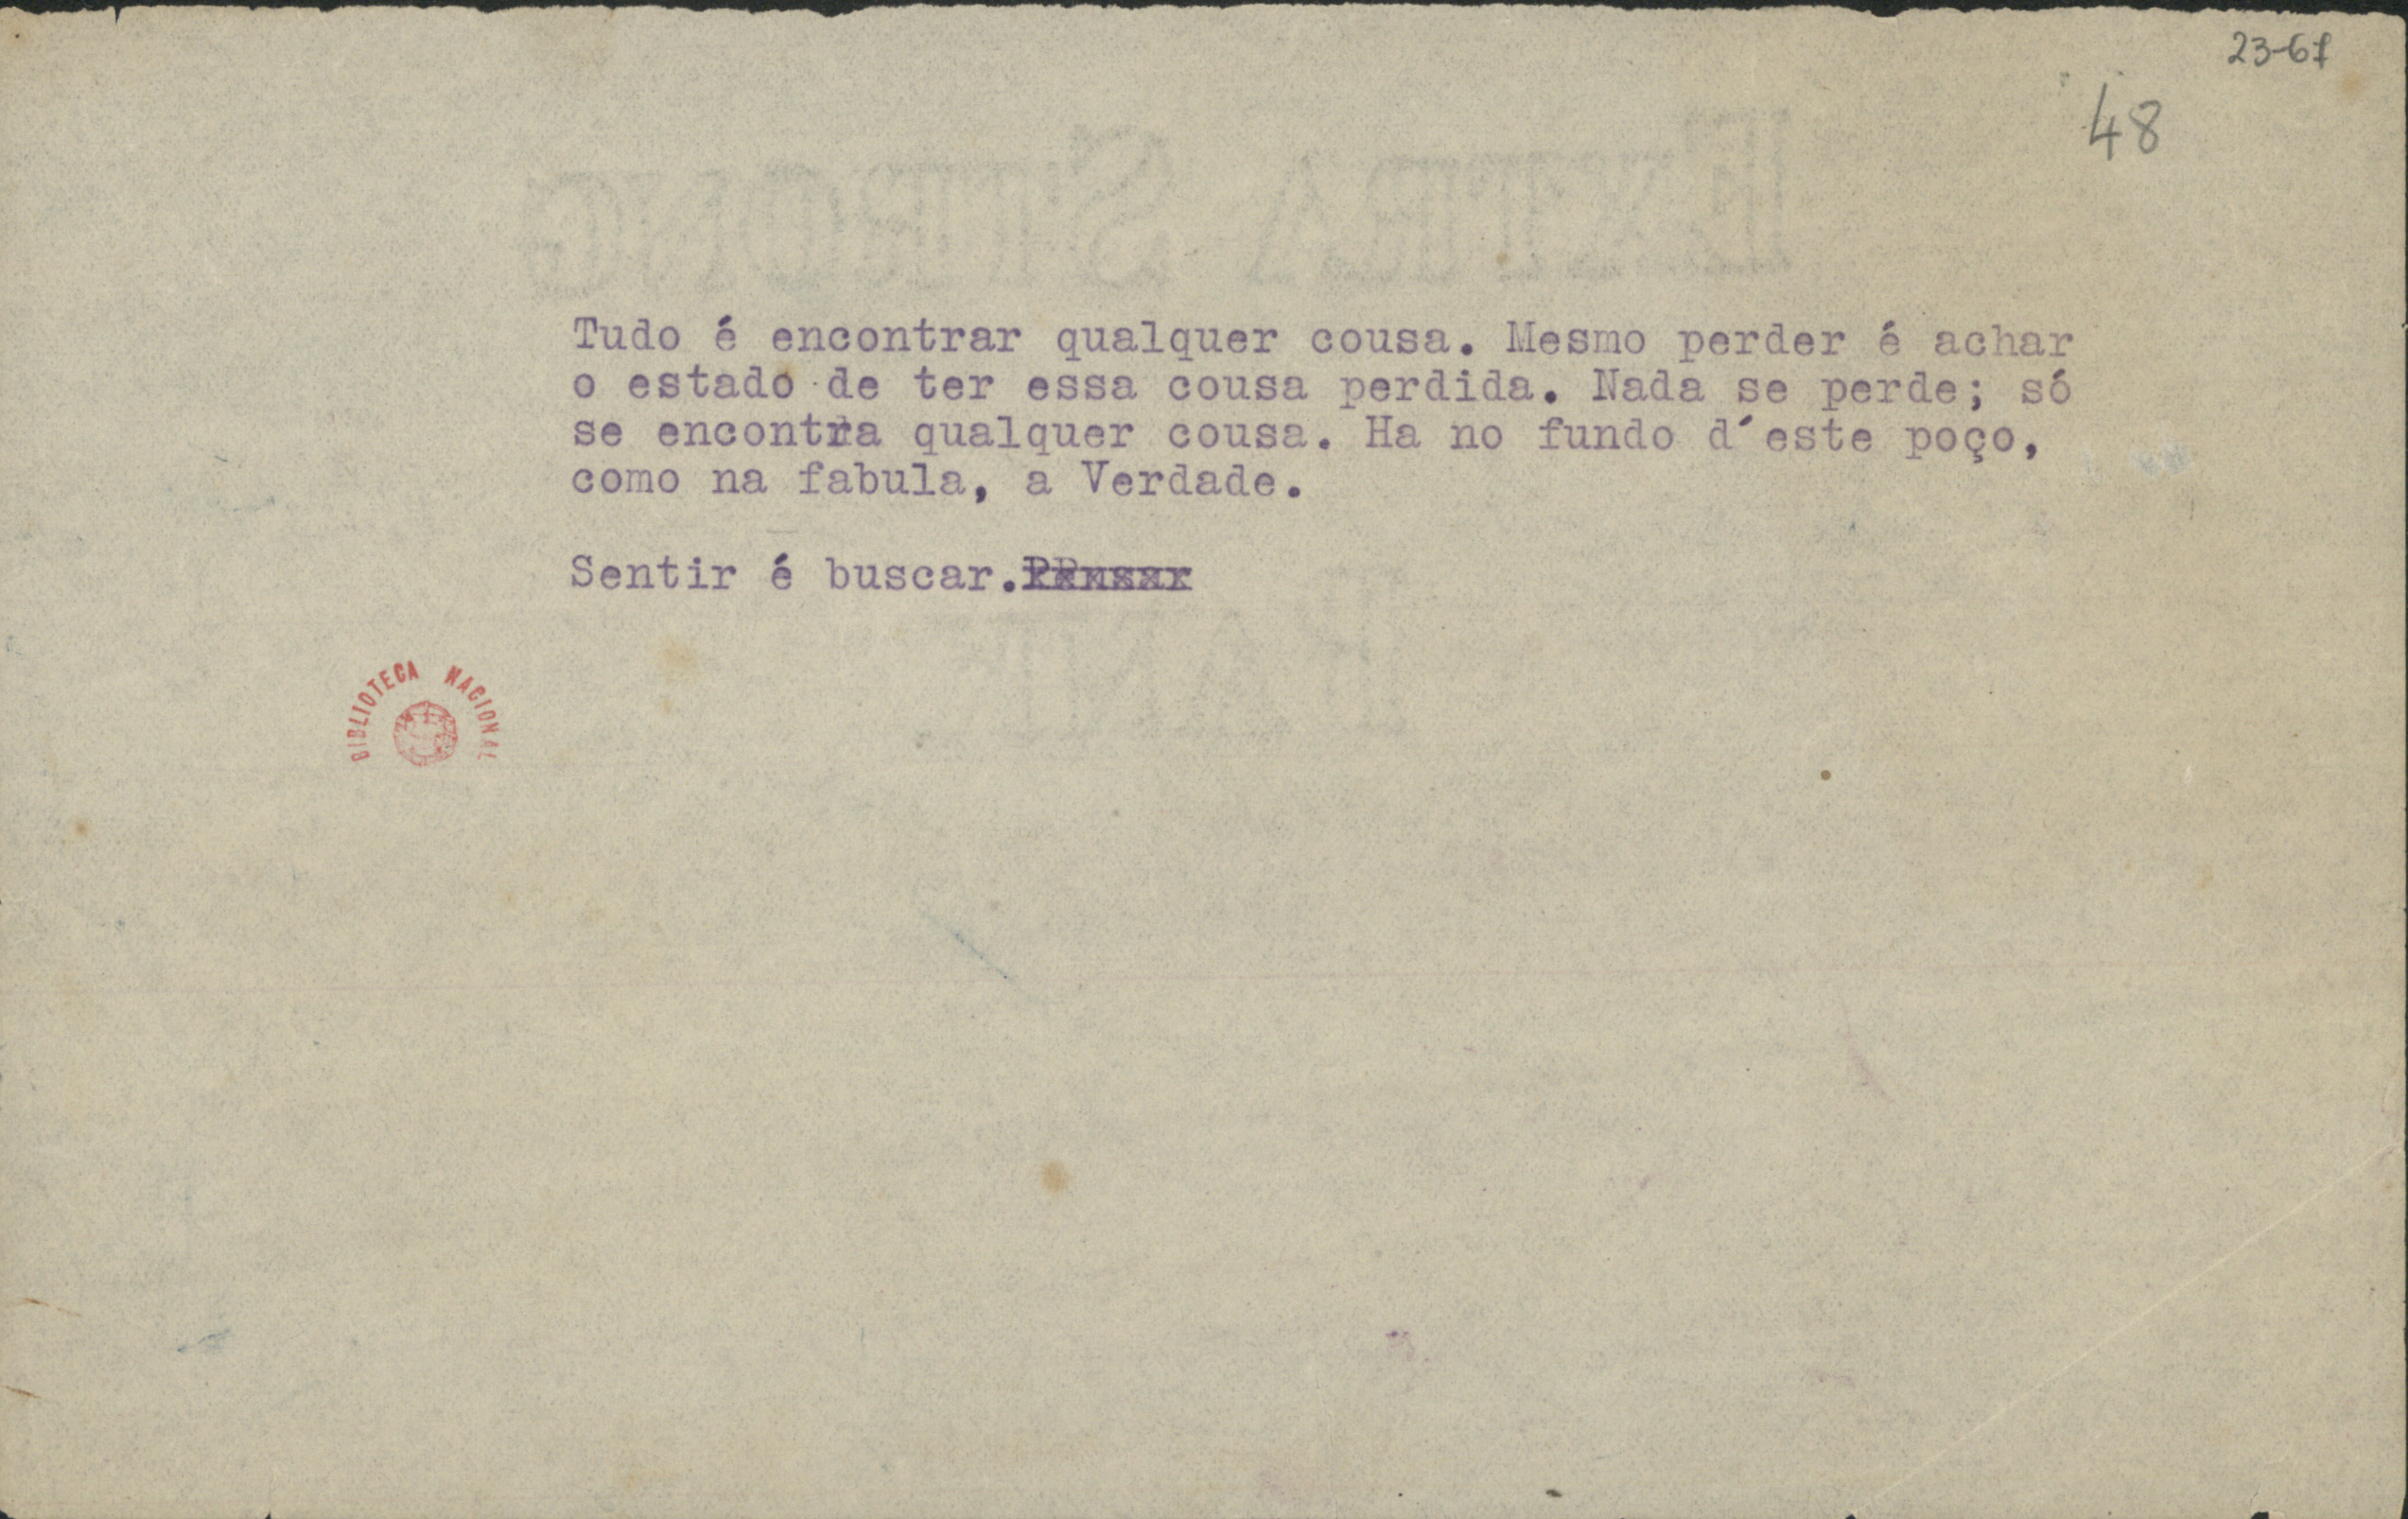 23-67
48
Tudo é encontrar qualquer cousa. Mesmo perder é achar
o estado de ter essa cousa perdida. Nada se perde; só
se encontra qualquer cousa. Ha no fundo d´este poço,
como na fabula, a Verdade.
Sentir é buscar. Pensar
BIBLIOTECA NACIONAL